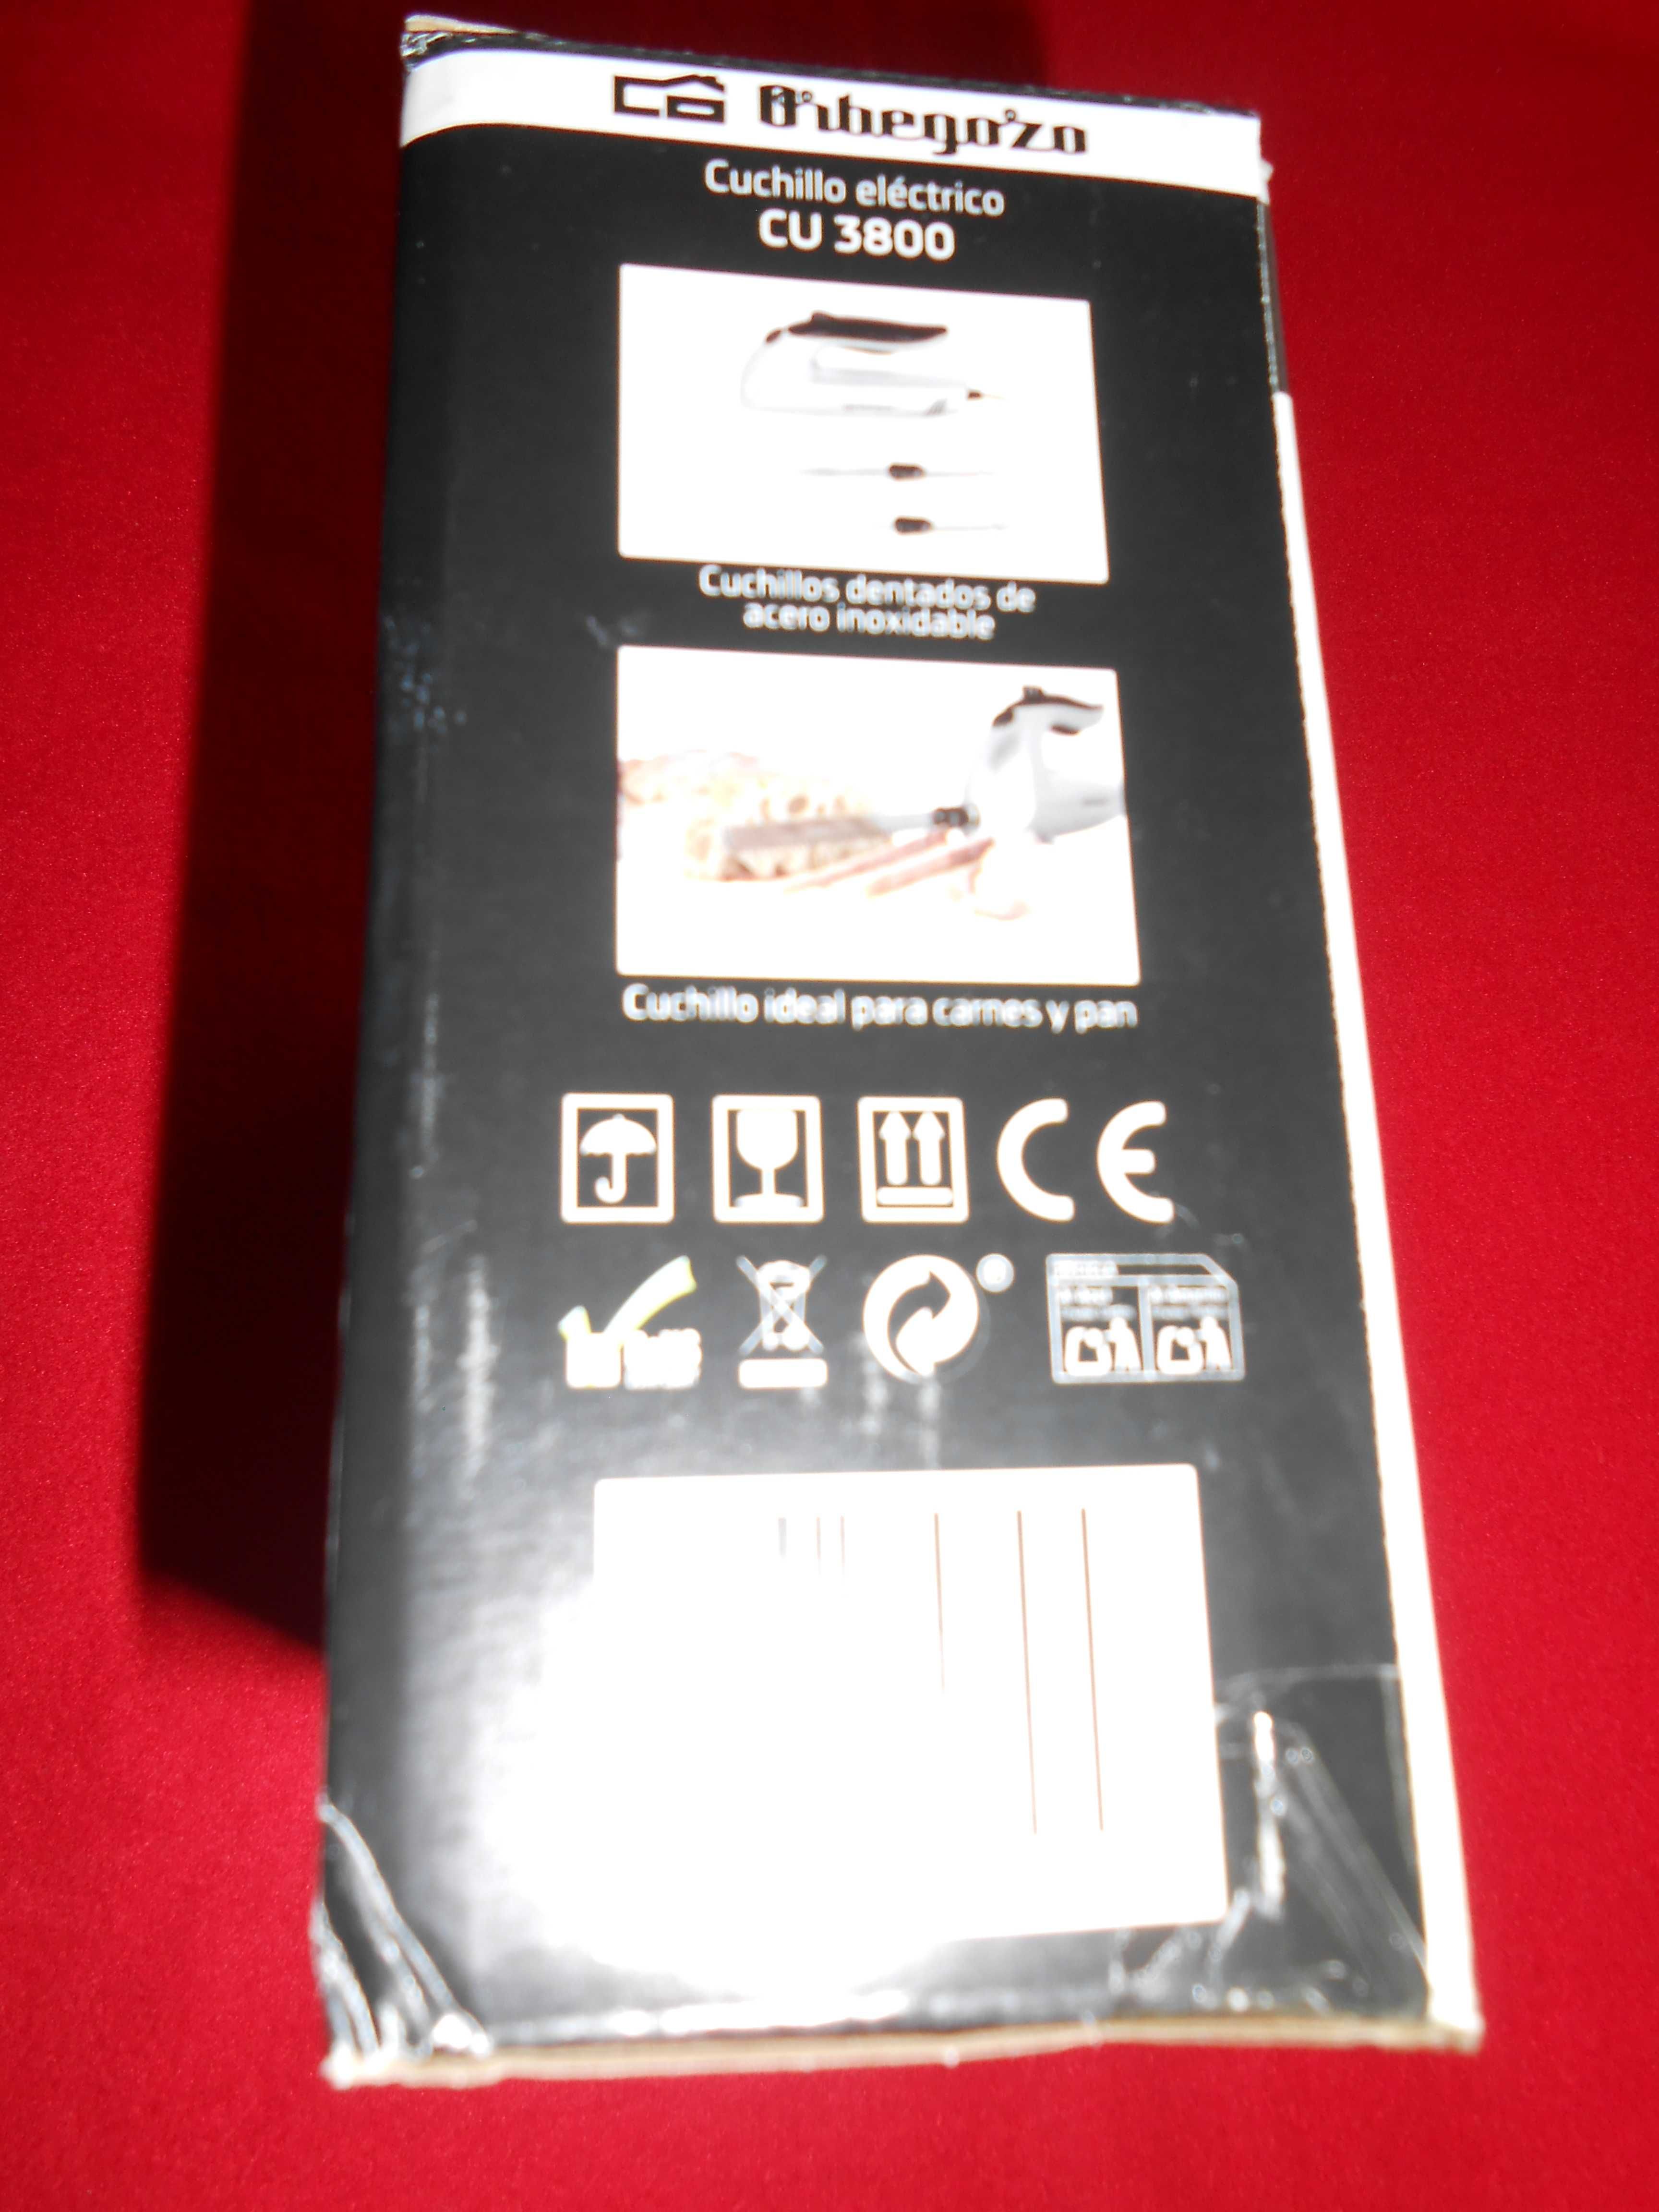 Orbegozo
Cuchillo eléctrico
CU 3800
Cuchillos dentados de
acero inoxidable
Cuchillo ideal para carnes y pan
CE